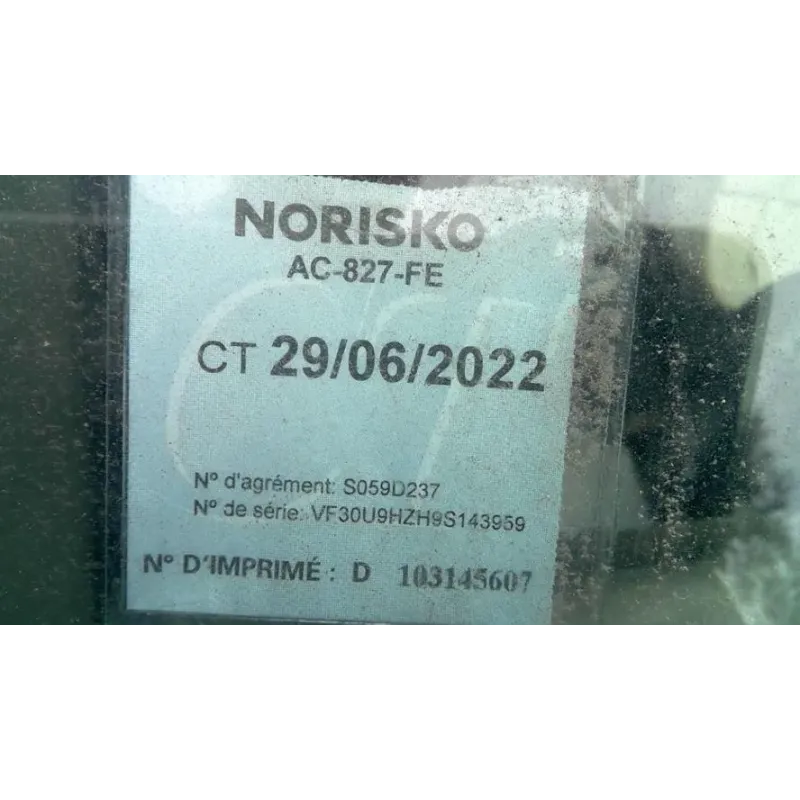 NORISKO
AC-827-FE
CT 29/06/2022
N° d'agrément: S059D237
N° de série: VF30U9HZH9S143959
N° D'IMPRIMÉ : D 103145607